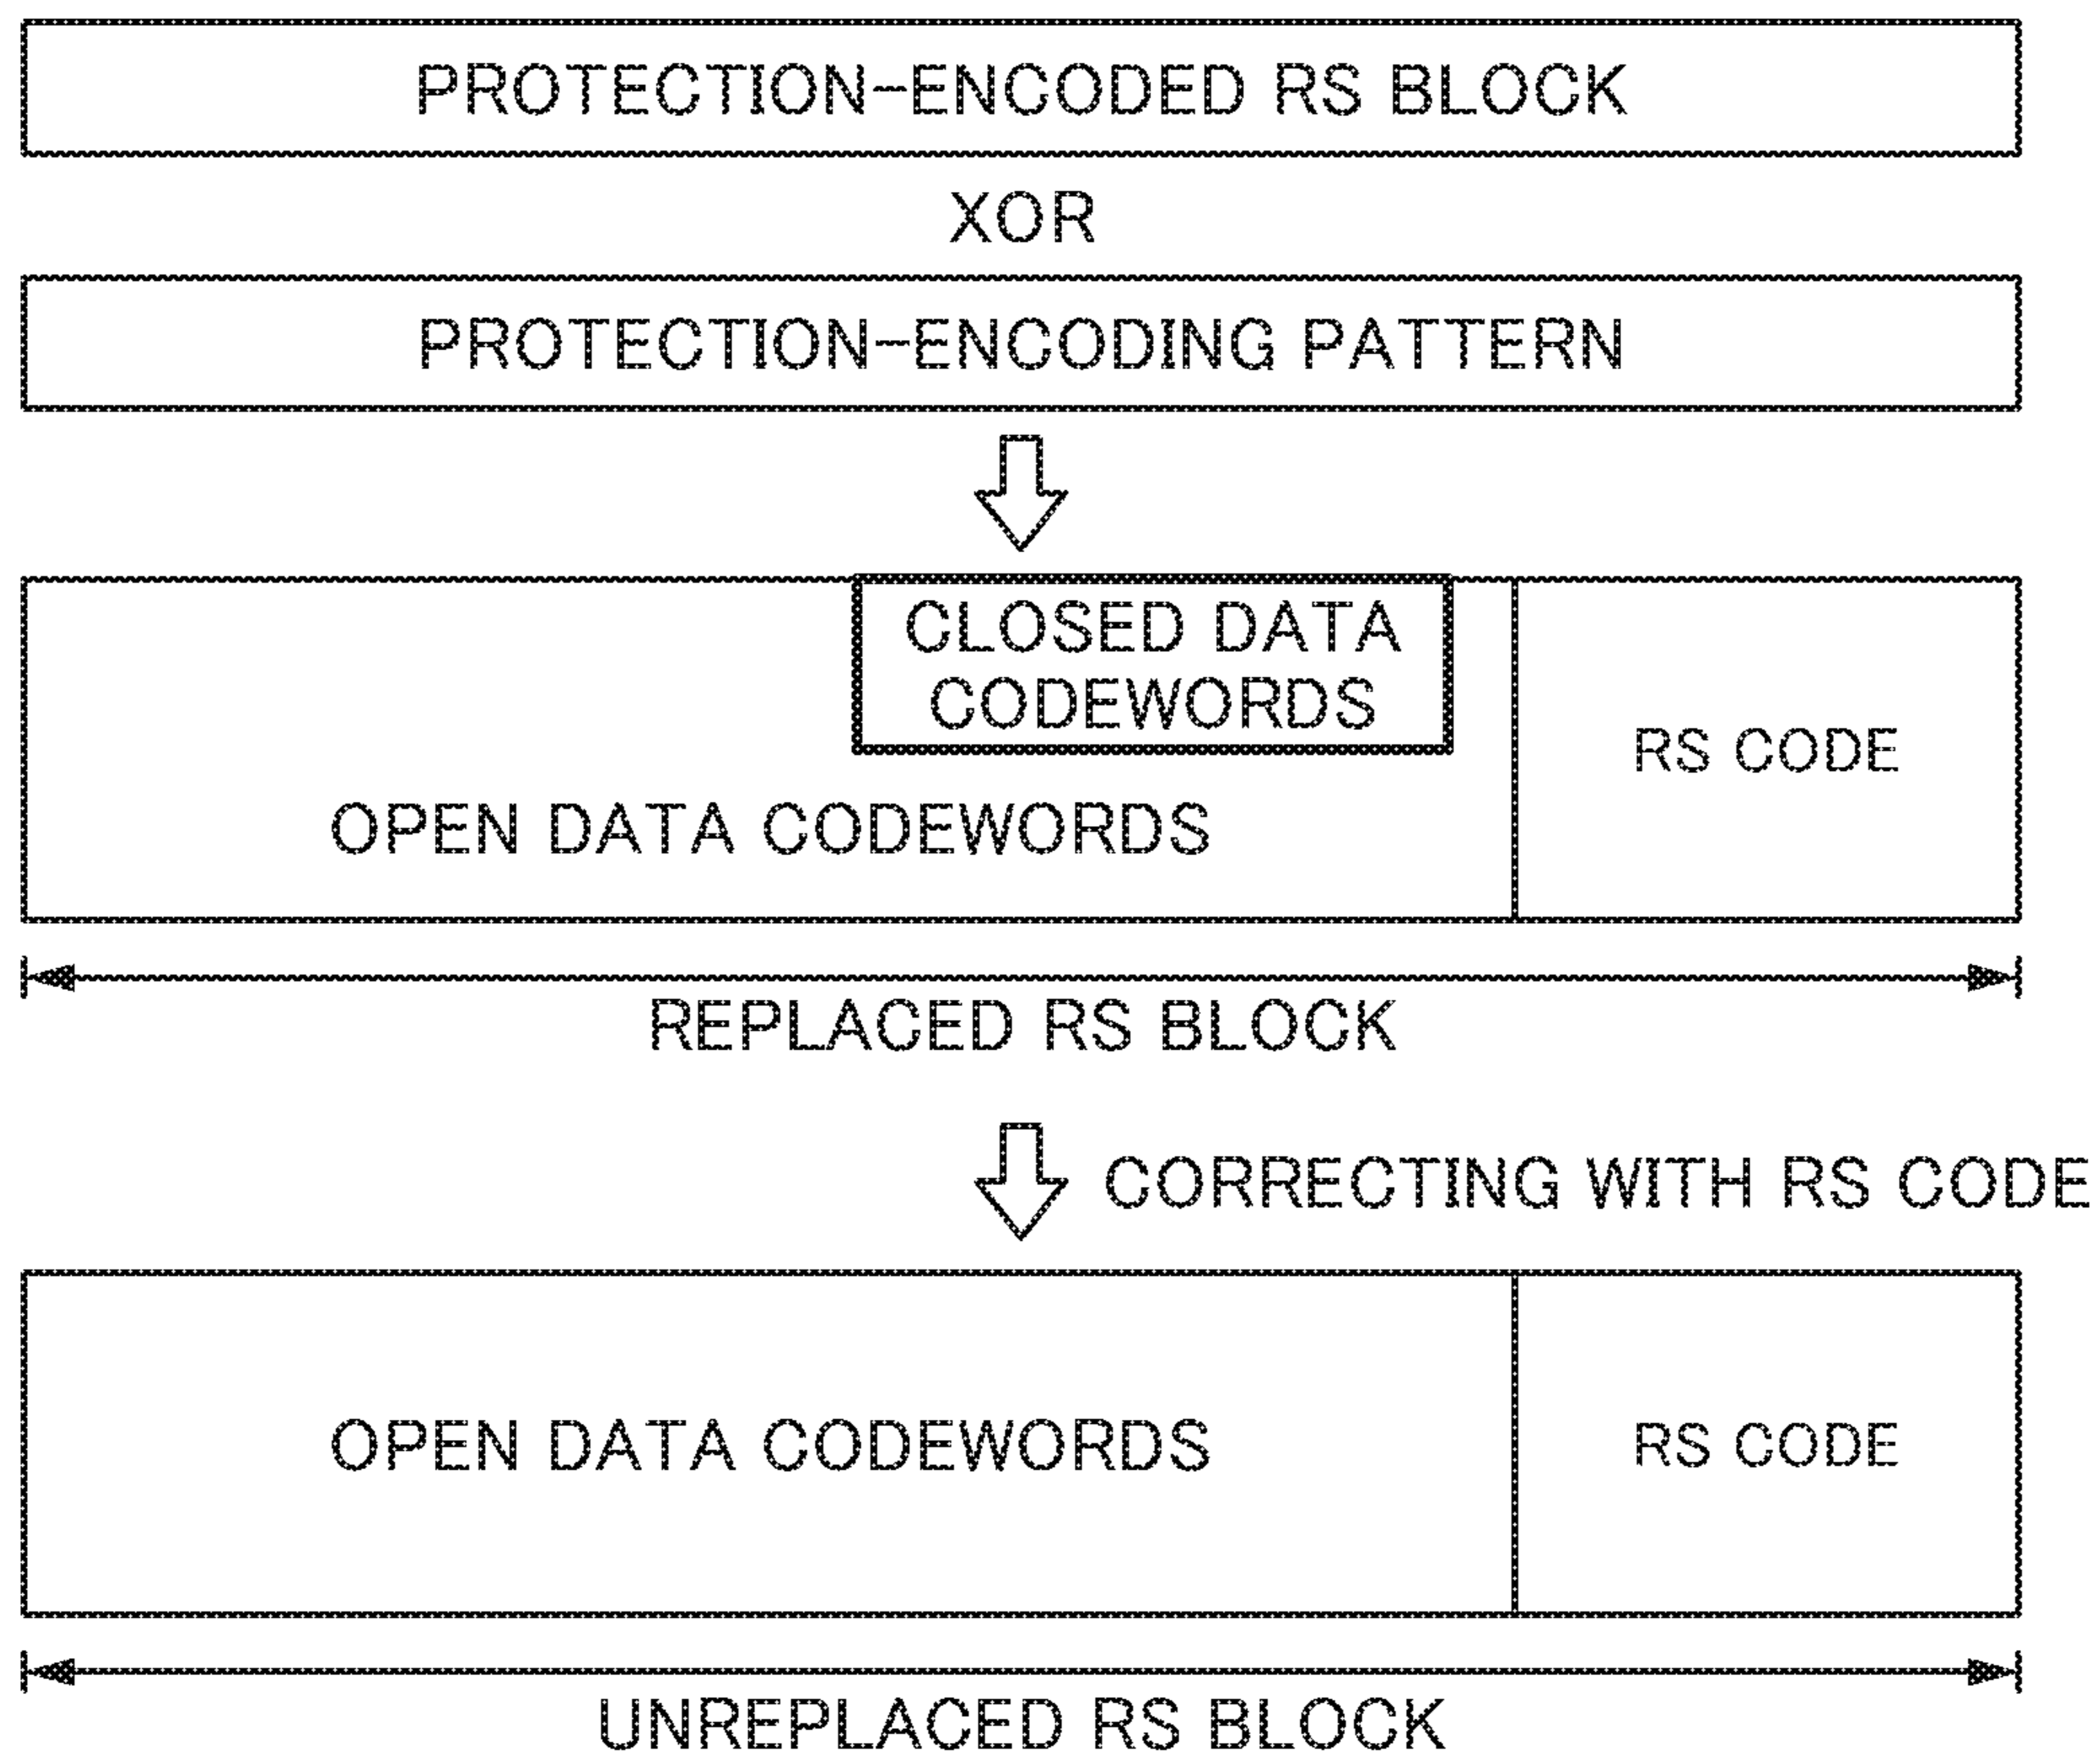 PROTECTION-ENCODED RS BLOCK
XOR
PROTECTION-ENCODING PATTERN
CLOSED DATA
CODEWORDS
RS CODE
OPEN DATA CODEWORDS
REPLACED RS BLOCK
CORRECTING WITH RS CODE
OPEN DATA CODEWORDS
RS CODE
UNREPLACED RS BLOCK